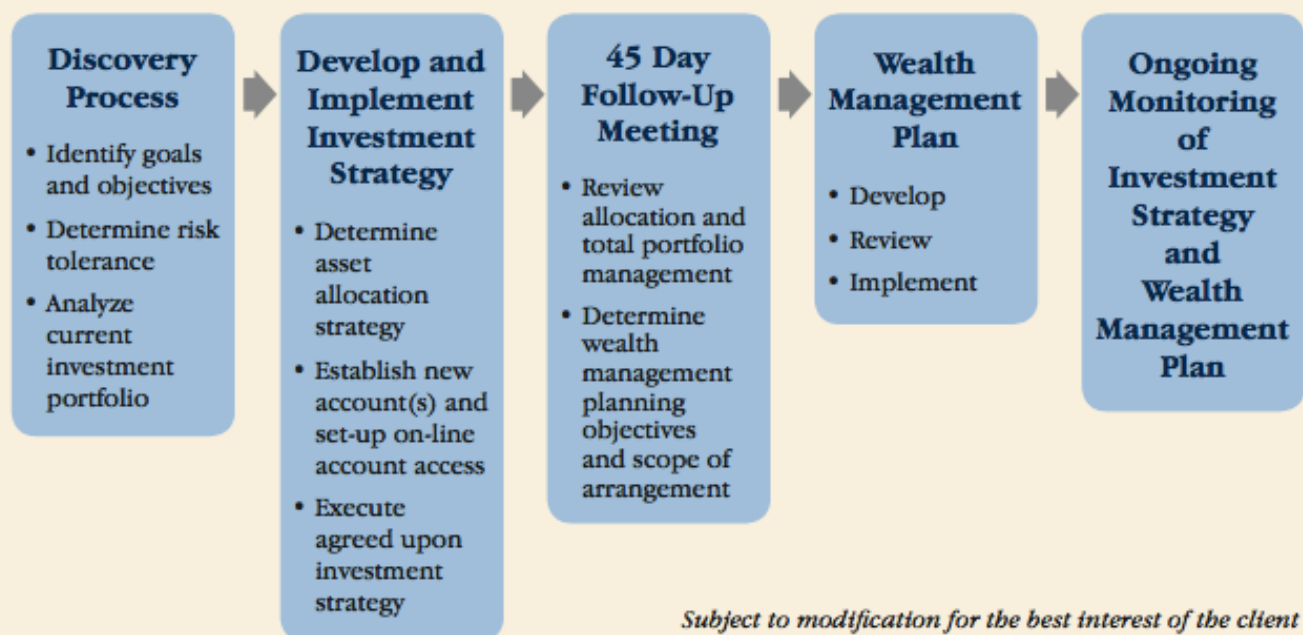 Discovery
Process
• Identify goals
and objectives
• Determine risk
tolerance
• Analyze
current
investment
portfolio
Develop and
Implement
Investment
Strategy
• Determine
asset
allocation
strategy
• Establish new
account(s) and
set-up on-line
account access
• Execute
agreed upon
investment
strategy
45 Day
Follow-Up
Meeting
• Review
allocation and
total portfolio
management
• Determine
wealth
management
planning
objectives
and scope of
arrangement
Wealth
Management
Plan
• Develop
• Review
• Implement
Ongoing
Monitoring
of
Investment
Strategy
and
Wealth
Management
Plan
Subject to modification for the best interest of the client